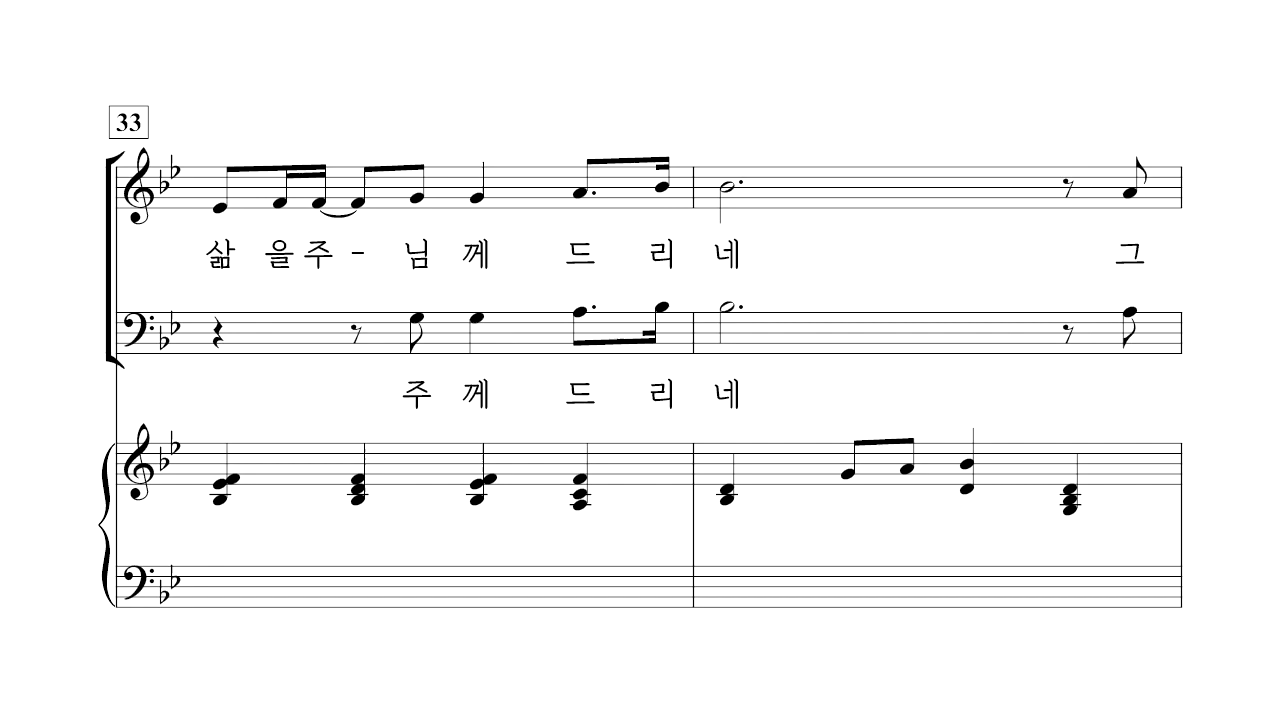 33
삶 을 주 - 님 께 드 리 네 그
주 께 드 리 네